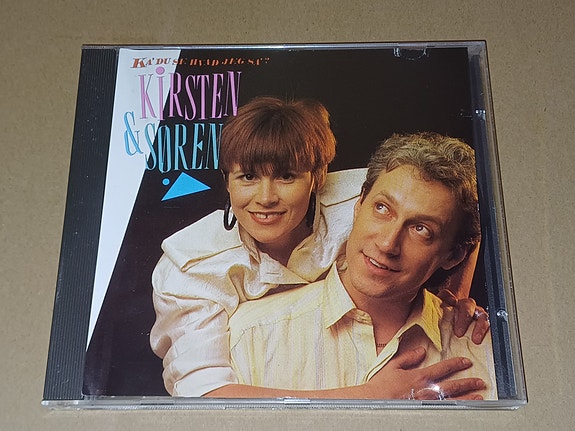 KA' DU SE HVAD JEG SA'?
KIRSTEN
& SØREN